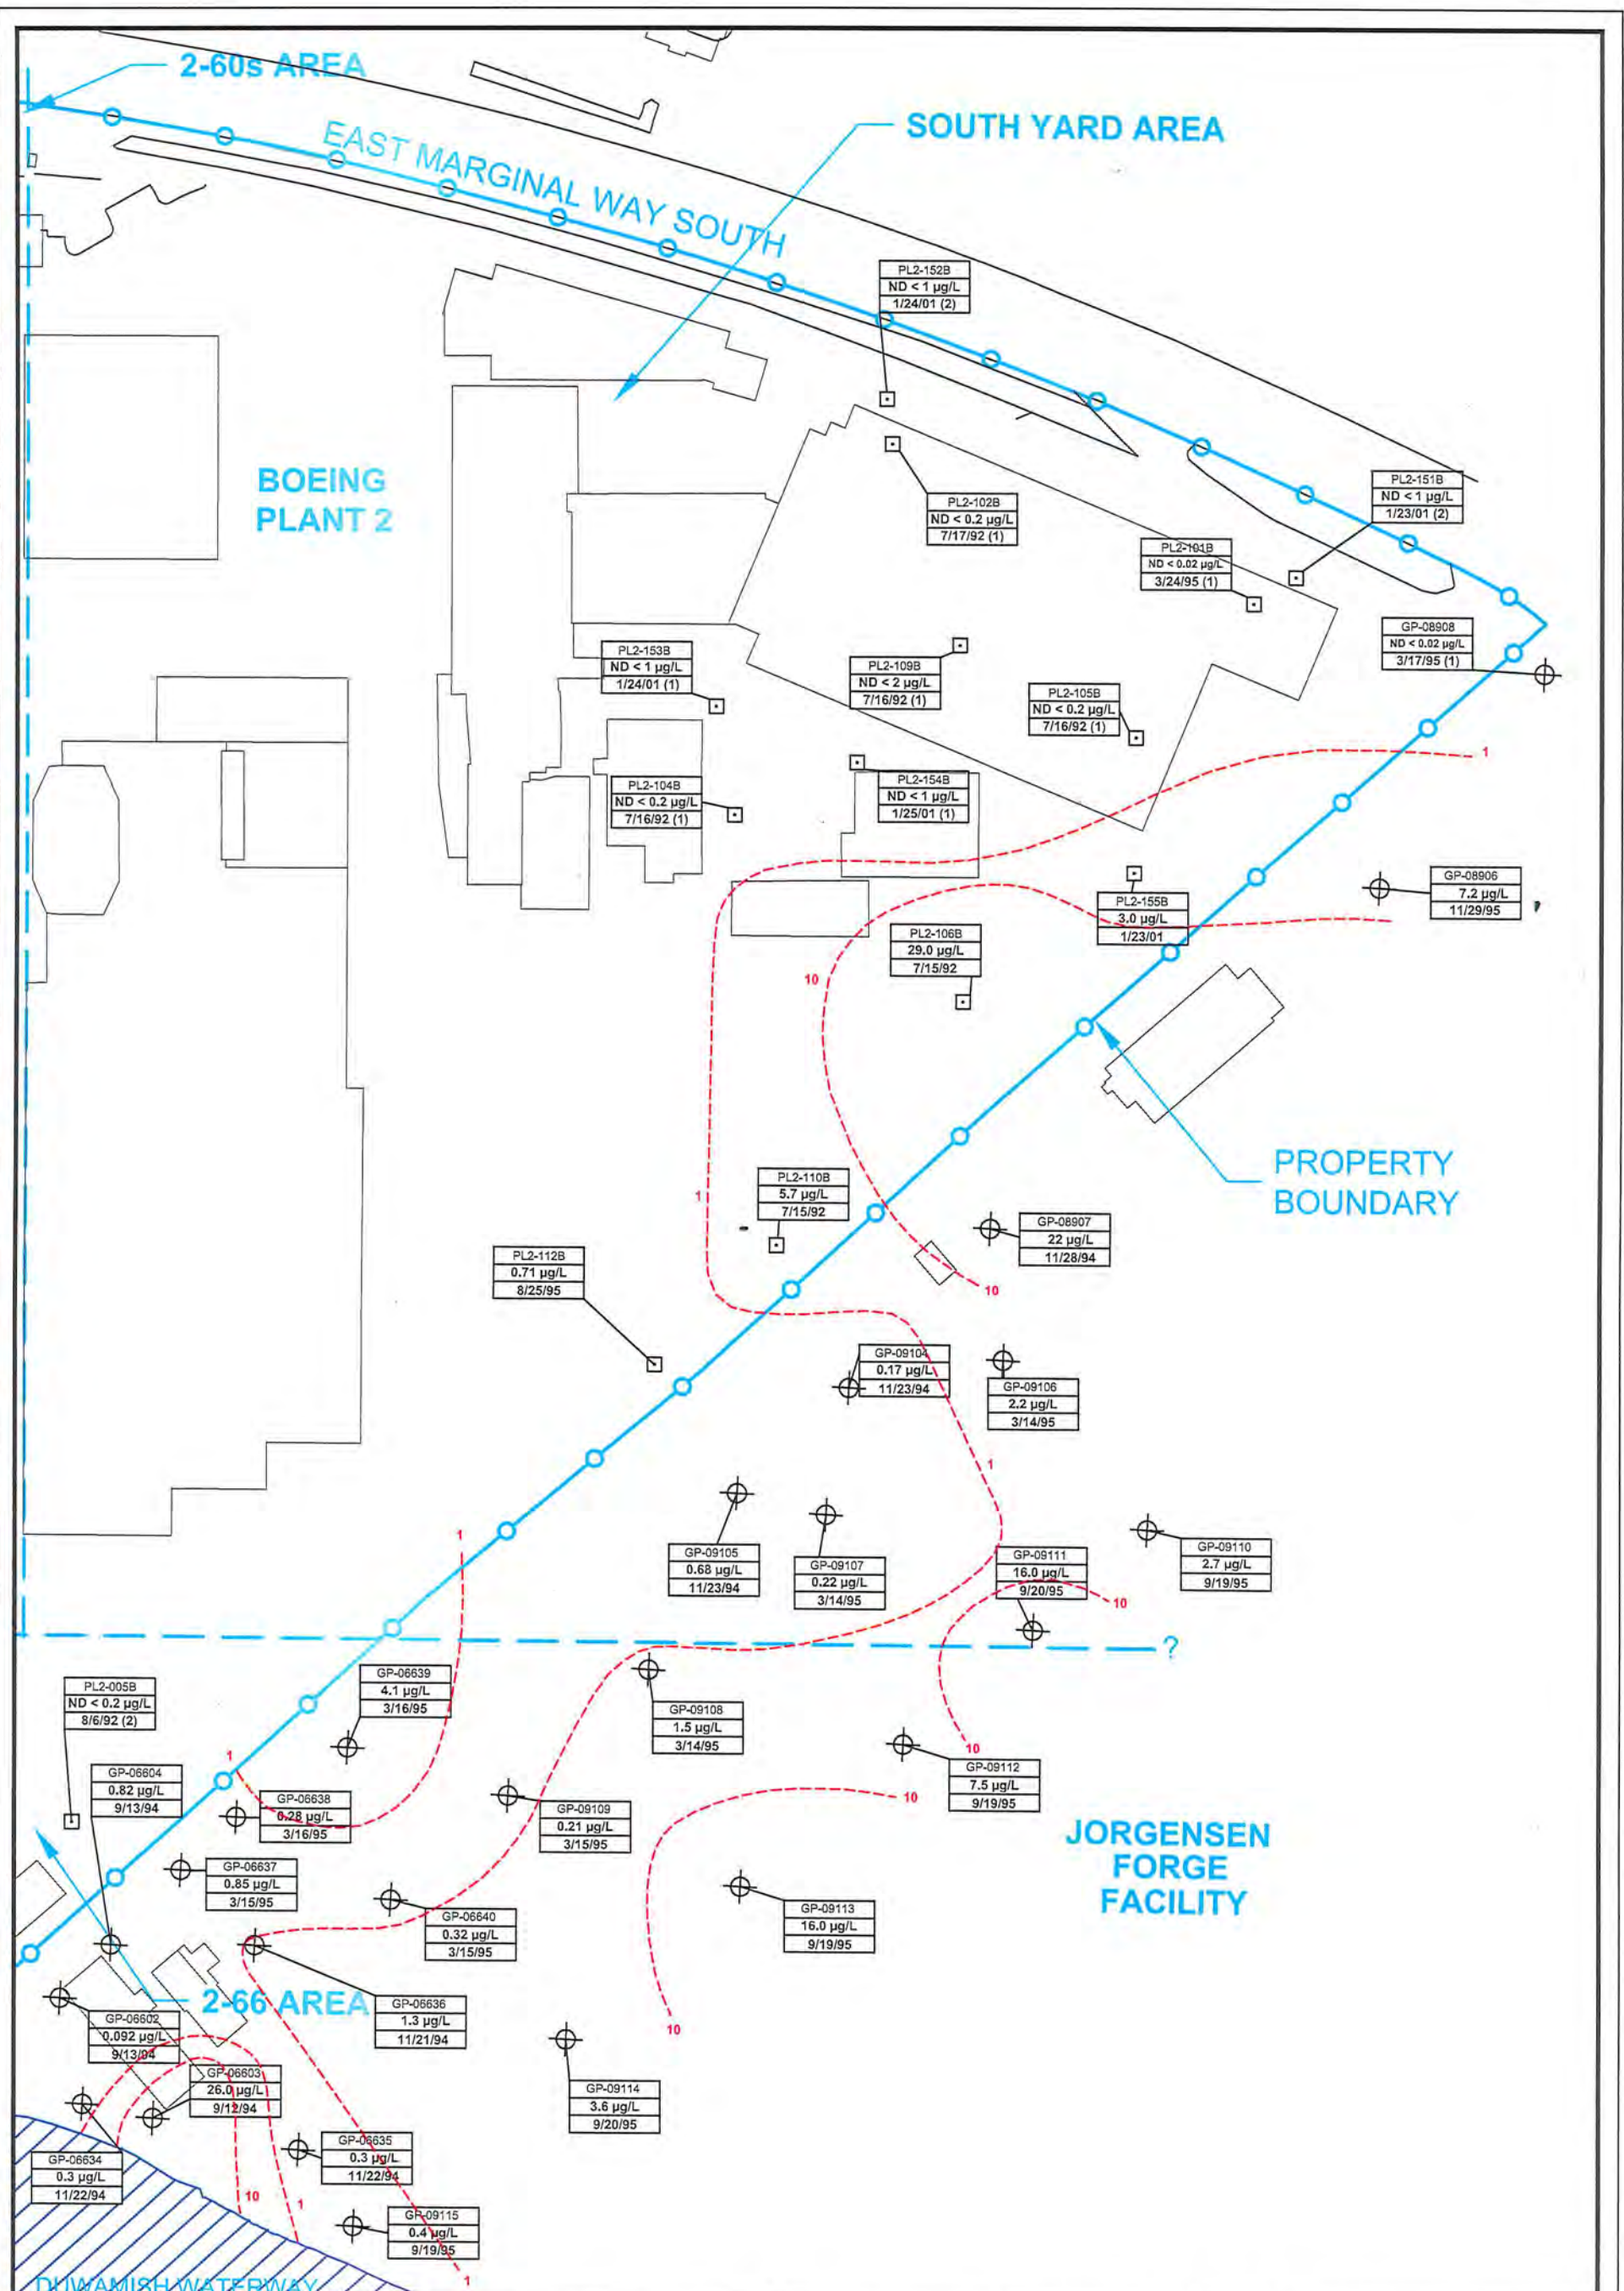 2-60s AREA
SOUTH YARD AREA
EAST MARGINAL WAY SOUTH
PL2-152B
ND < 1 µg/L
1/24/01 (2)
BOEING
PLANT 2
PL2-102B
ND < 0.2 µg/L
7/17/92 (1)
PL2-151B
ND < 1 µg/L
1/23/01 (2)
PL2-101B
ND < 0.02 µg/L
3/24/95 (1)
GP-08908
ND < 0.02 µg/L
3/17/95 (1)
PL2-153B
ND < 1 µg/L
1/24/01 (1)
PL2-109B
ND < 2 µg/L
7/16/92 (1)
PL2-105B
ND < 0.2 µg/L
7/16/92 (1)
1
PL2-104B
ND < 0.2 µg/L
7/16/92 (1)
PL2-154B
ND < 1 µg/L
1/25/01 (1)
GP-08906
7.2 µg/L
11/29/95
PL2-155B
3.0 µg/L
1/23/01
PL2-106B
29.0 µg/L
7/15/92
10
PROPERTY
BOUNDARY
PL2-110B
5.7 µg/L
7/15/92
1
GP-08907
22 µg/L
11/28/94
10
PL2-112B
0.71 µg/L
8/25/95
GP-09104
0.17 µg/L
11/23/94
GP-09106
2.2 µg/L
3/14/95
1
1
GP-09105
0.68 µg/L
11/23/94
GP-09107
0.22 µg/L
3/14/95
GP-09111
16.0 µg/L
9/20/95
GP-09110
2.7 µg/L
9/19/95
10
?
PL2-005B
ND < 0.2 µg/L
8/6/92 (2)
GP-06639
4.1 µg/L
3/16/95
GP-09108
1.5 µg/L
3/14/95
1
10
GP-06604
0.82 µg/L
9/13/94
GP-09112
7.5 µg/L
9/19/95
GP-06638
0.28 µg/L
3/16/95
10
GP-09109
0.21 µg/L
3/15/95
JORGENSEN
FORGE
FACILITY
GP-06637
0.85 µg/L
3/15/95
GP-06640
0.32 µg/L
3/15/95
GP-09113
16.0 µg/L
9/19/95
2-66 AREA
GP-06636
1.3 µg/L
11/21/94
GP-06602
0.092 µg/L
9/13/94
10
GP-06603
26.0 µg/L
9/12/94
GP-09114
3.6 µg/L
9/20/95
GP-06635
0.3 µg/L
11/22/94
GP-06634
0.3 µg/L
11/22/94
10
1
GP-09115
0.4 µg/L
9/19/95
1
DUWAMISH WATERWAY